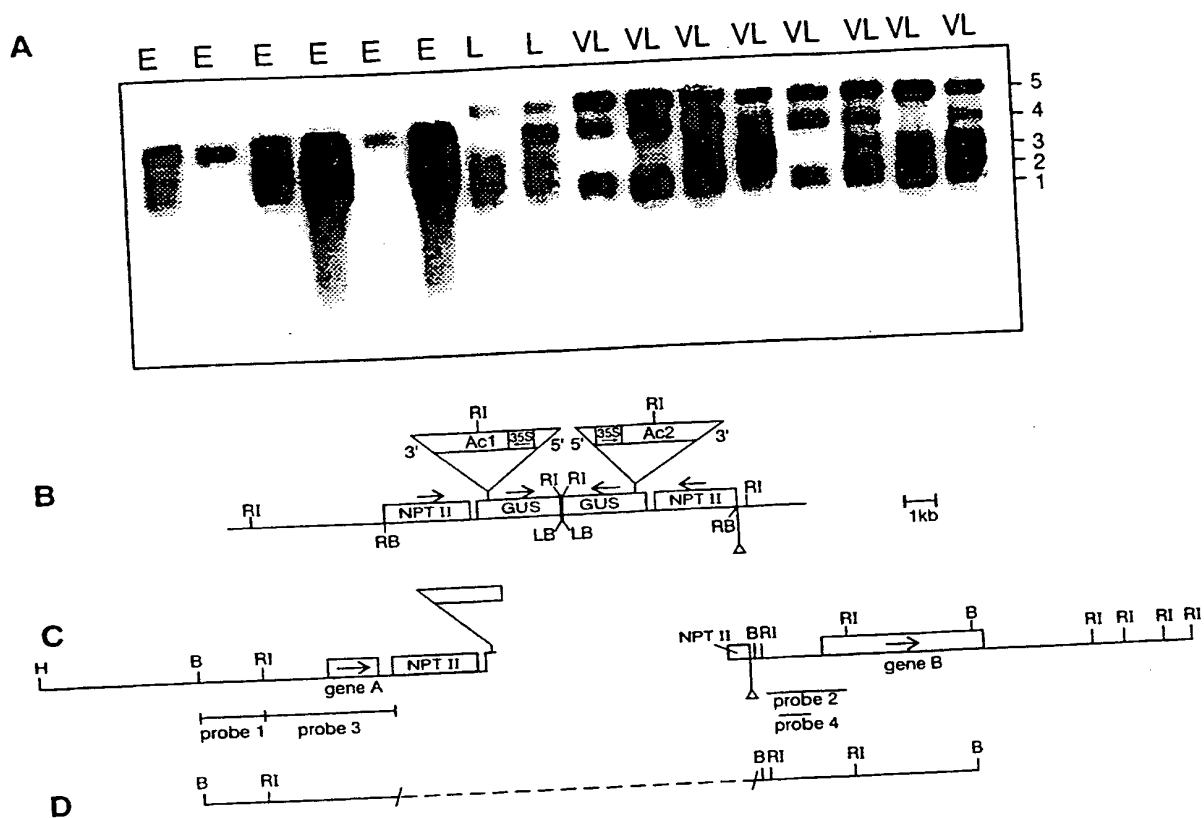 A
E E E E E E L L VL VL VL VL VL VL VL VL
5
4
3
2
1
B
RI RI
3' Ac1 35S 5' 5' 35S Ac2 3'
RI RI RI RI
NPT II GUS GUS NPT II
RB LB LB RB
1kb
C
H B RI gene A NPT II
NPT II B RI RI B RI RI RI RI
gene B
probe 1 probe 3
probe 2
probe 4
D
B RI B RI RI B